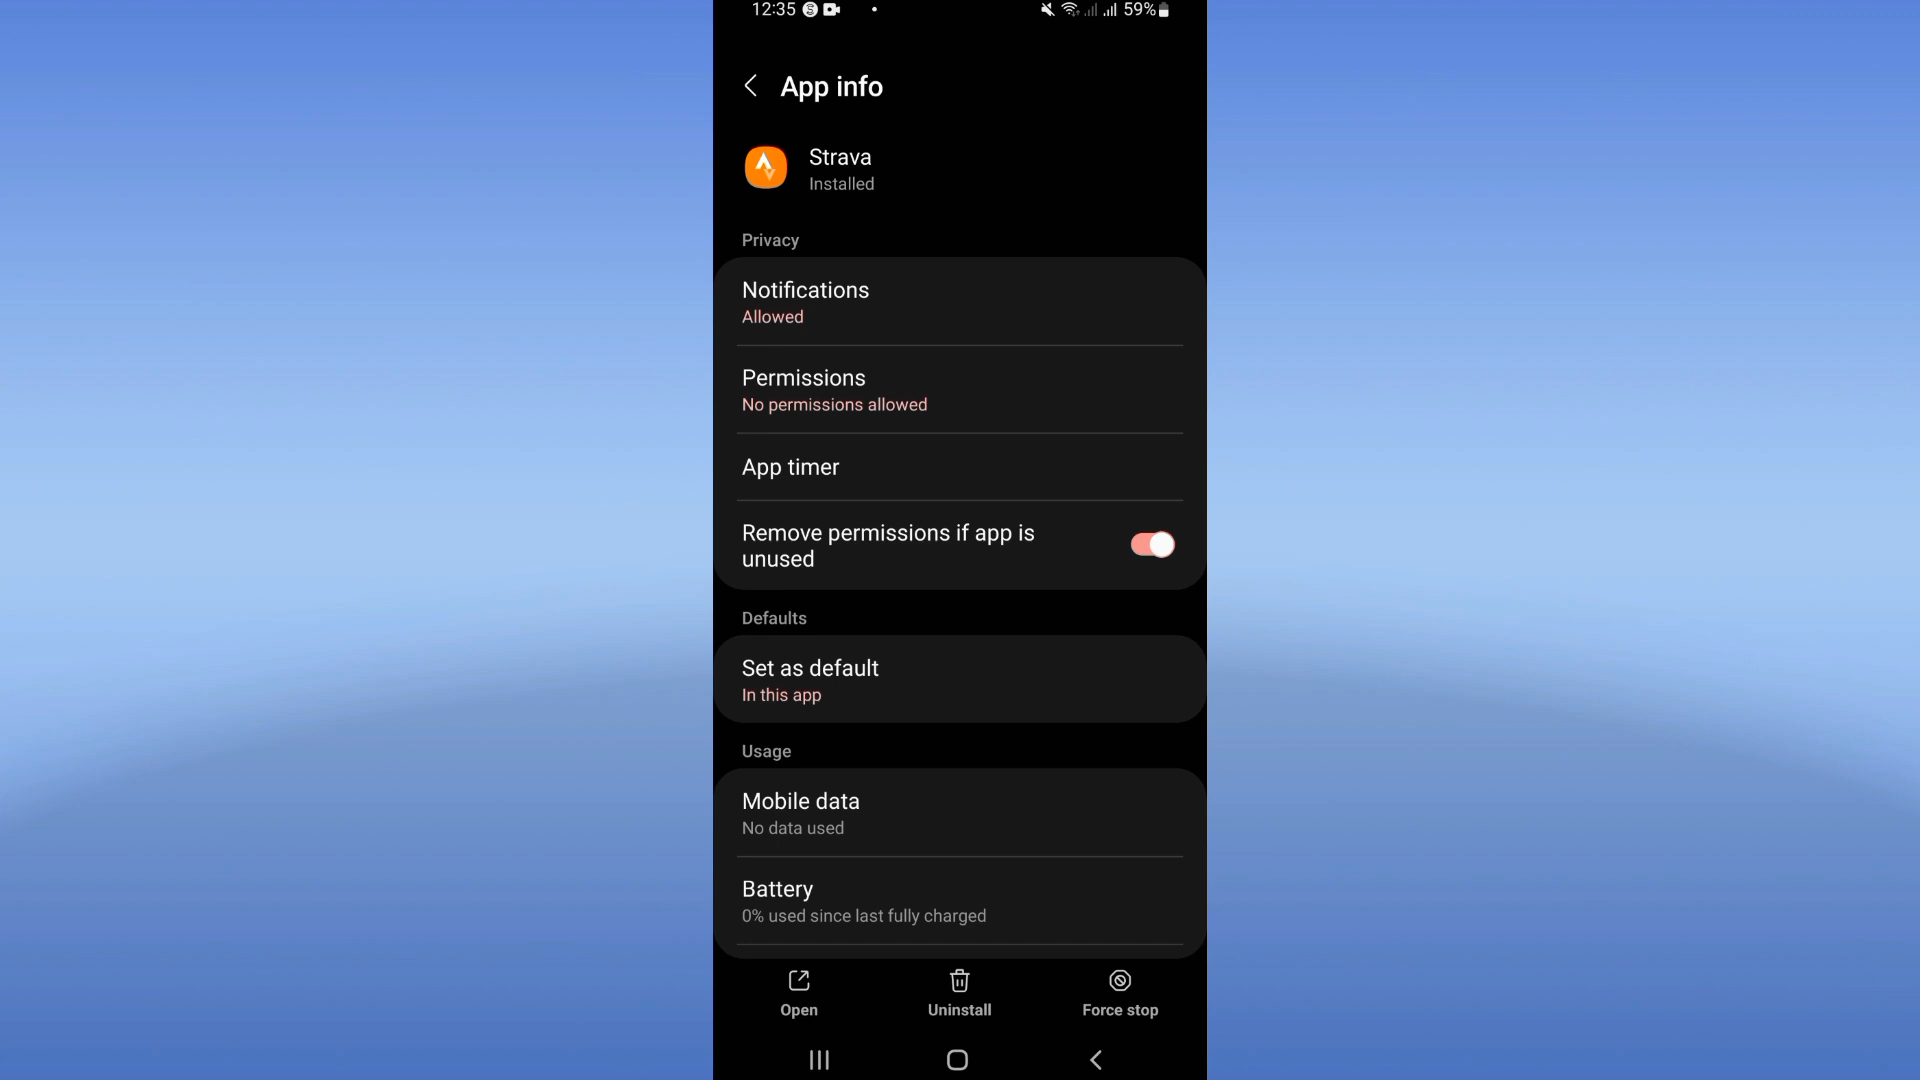 12:35
59%
App info
Strava
Installed
Privacy
Notifications
Allowed
Permissions
No permissions allowed
App timer
Remove permissions if app is
unused
Defaults
Set as default
In this app
Usage
Mobile data
No data used
Battery
0% used since last fully charged
Open
Uninstall
Force stop